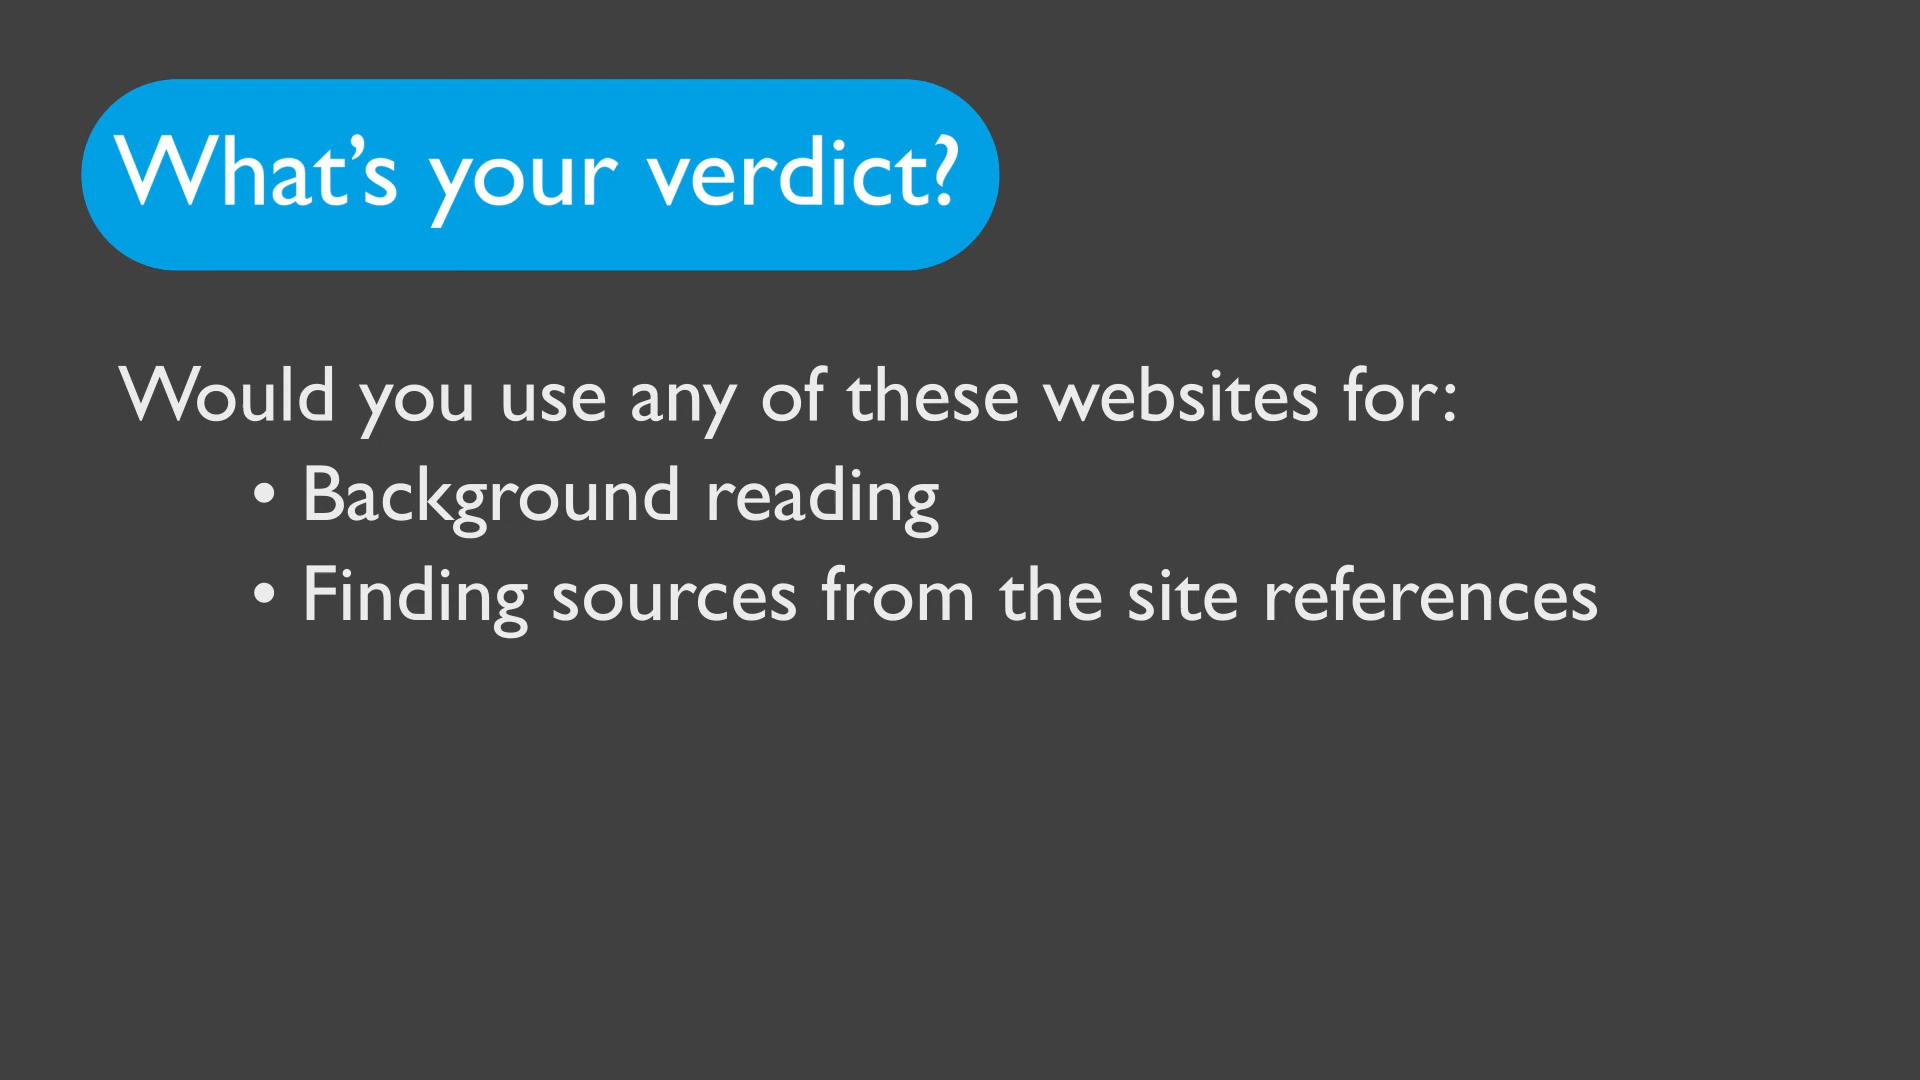 What’s your verdict?
Would you use any of these websites for:
• Background reading
• Finding sources from the site references